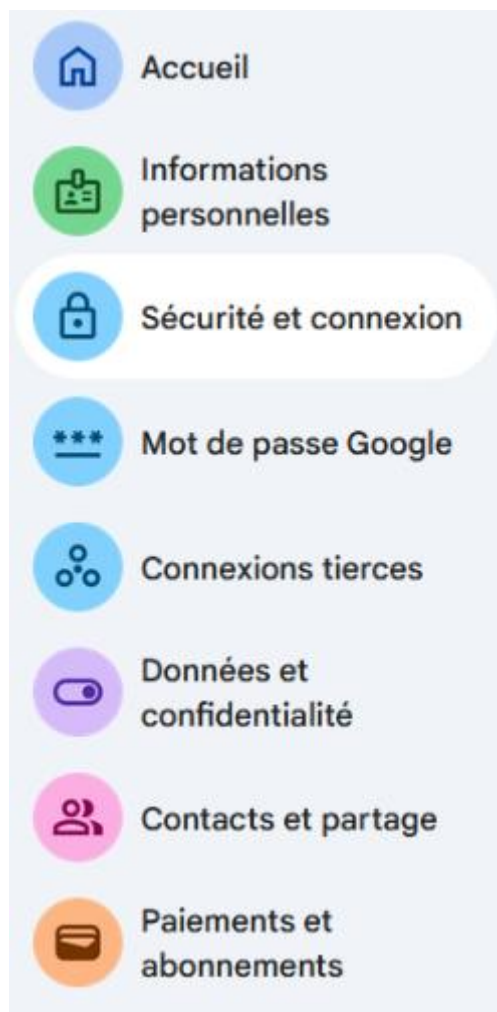 Accueil
Informations
personnelles
Sécurité et connexion
Mot de passe Google
Connexions tierces
Données et
confidentialité
Contacts et partage
Paiements et
abonnements